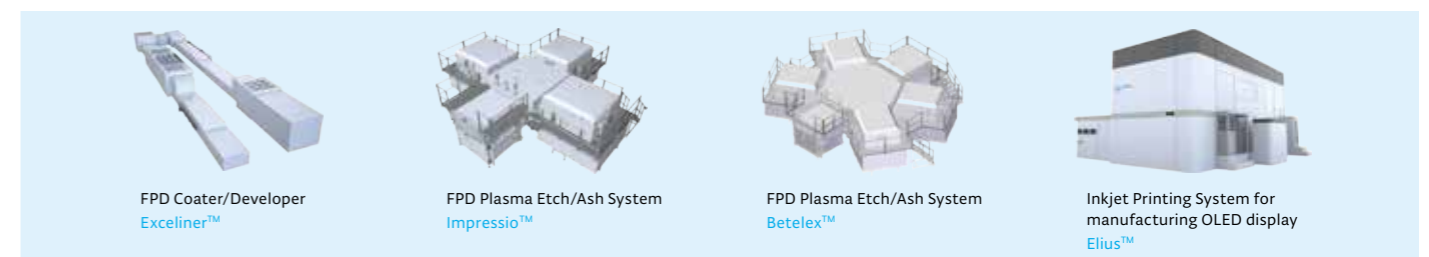 FPD Coater/Developer
Exceliner™
FPD Plasma Etch/Ash System
Impressio™
FPD Plasma Etch/Ash System
Betelex™
Inkjet Printing System for
manufacturing OLED display
Elius™